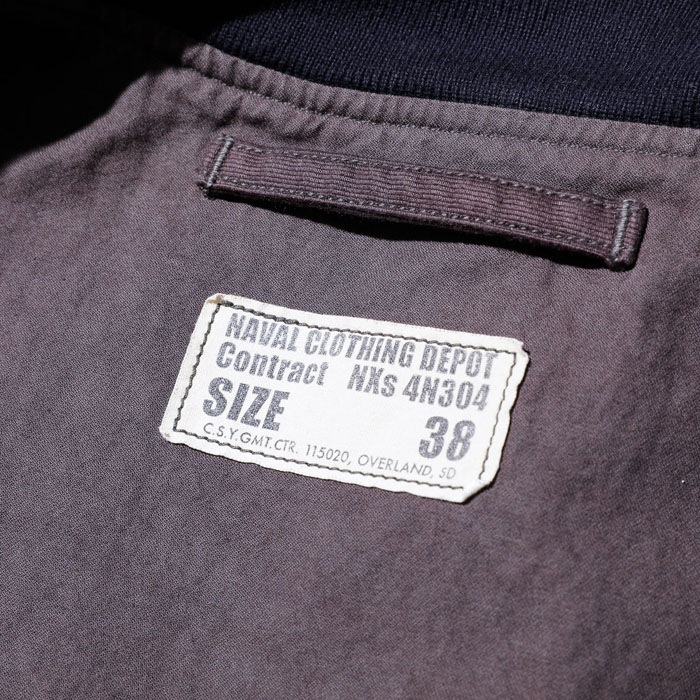 NAVAL CLOTHING DEPOT
Contract NXs 4N304
SIZE 38
C.S.Y.GMT.CTR. 115020, OVERLAND, SD